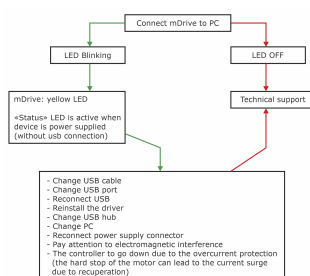 Connect mDrive to PC
LED Blinking
LED OFF
mDrive: yellow LED
«Status» LED is active when
device is power supplied
(without usb connection)
Technical support
- Change USB cable
- Change USB port
- Reconnect USB
- Reinstall the driver
- Change USB hub
- Change PC
- Reconnect power supply connector
- Pay attention to electromagnetic interference
- The controller to go down due to the overcurrent protection
(the hard stop of the motor can lead to the current surge
due to recuperation)